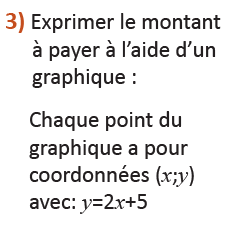 3) Exprimer le montant
à payer à l’aide d’un
graphique :
Chaque point du
graphique a pour
coordonnées (x;y)
avec: y=2x+5